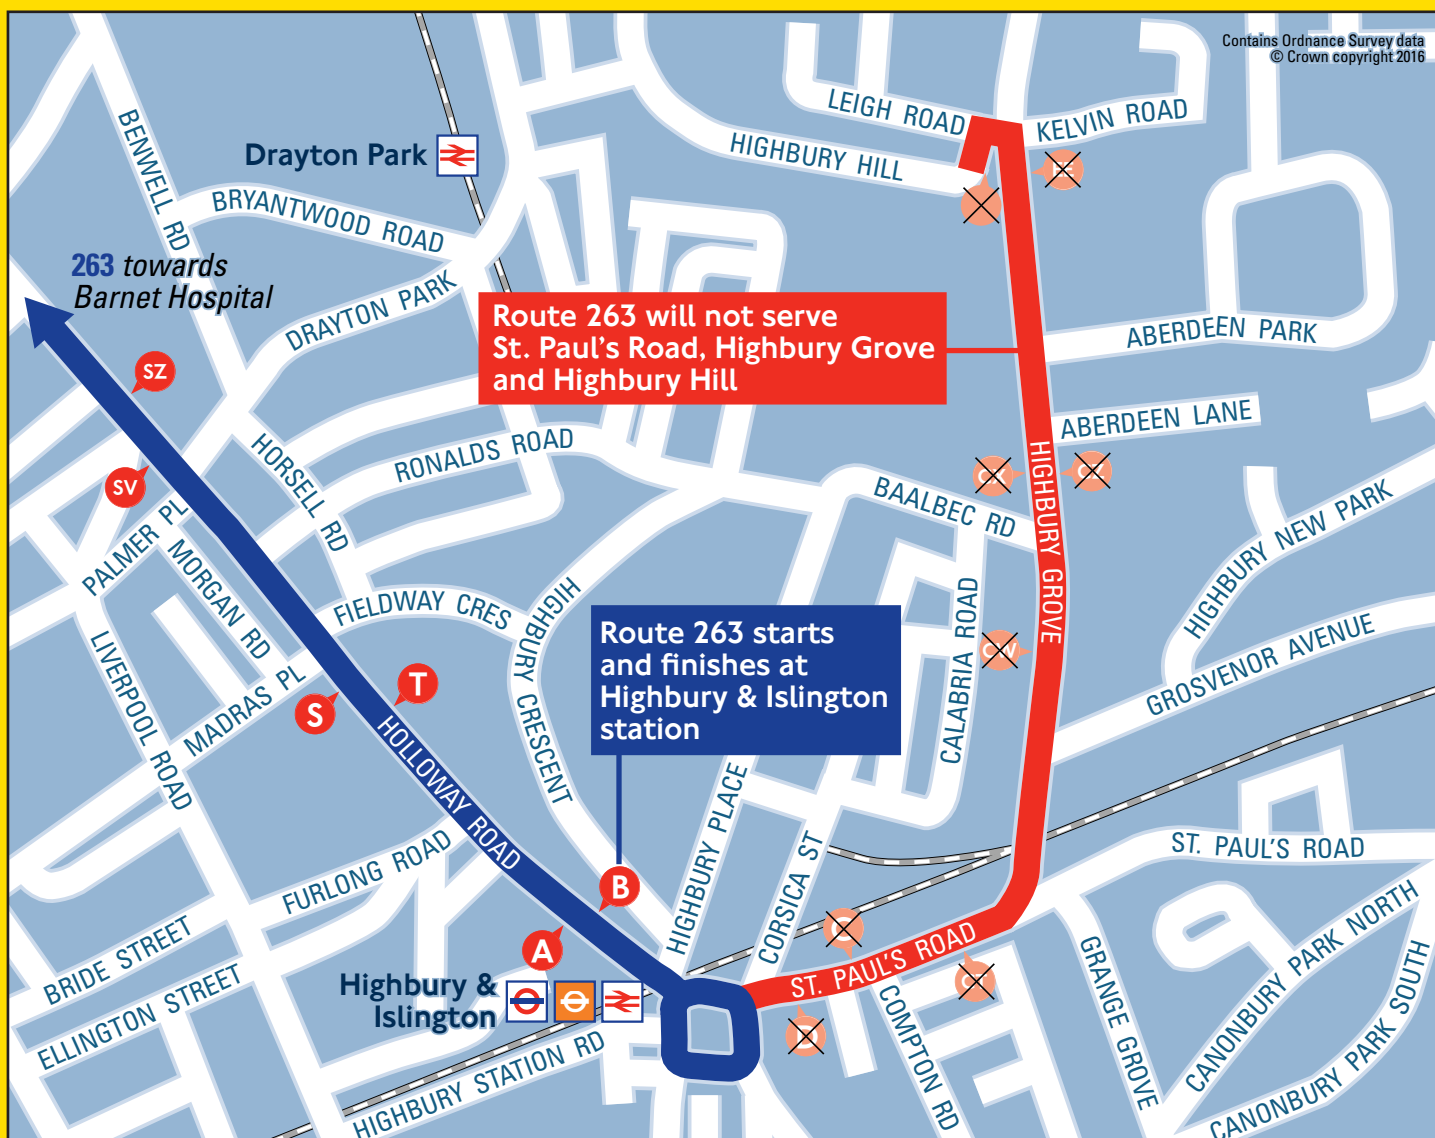 Contains Ordnance Survey data
© Crown copyright 2016
LEIGH ROAD
KELVIN ROAD
HIGHBURY HILL
BENWELL RD
Drayton Park
BRYANTWOOD ROAD
263 towards
Barnet Hospital
DRAYTON PARK
Route 263 will not serve
St. Paul's Road, Highbury Grove
and Highbury Hill
ABERDEEN PARK
SZ
ABERDEEN LANE
HORSELL RD
RONALDS ROAD
SV
BAALBEC RD
HIGHBURY GROVE
HIGHBURY NEW PARK
PALMER PL
MORGAN RD
FIELDWAY CRES
HIGHBURY CRESCENT
Route 263 starts
and finishes at
Highbury & Islington
station
CALABRIA ROAD
CW
GROSVENOR AVENUE
LIVERPOOL ROAD
MADRAS PL
S
T
HOLLOWAY ROAD
HIGHBURY PLACE
CORSICA ST
ST. PAUL'S ROAD
FURLONG ROAD
B
A
C
ST. PAUL'S ROAD
BRIDE STREET
ELLINGTON STREET
Highbury &
Islington
D
COMPTON RD
GRANGE GROVE
CANONBURY PARK NORTH
CANONBURY PARK SOUTH
HIGHBURY STATION RD